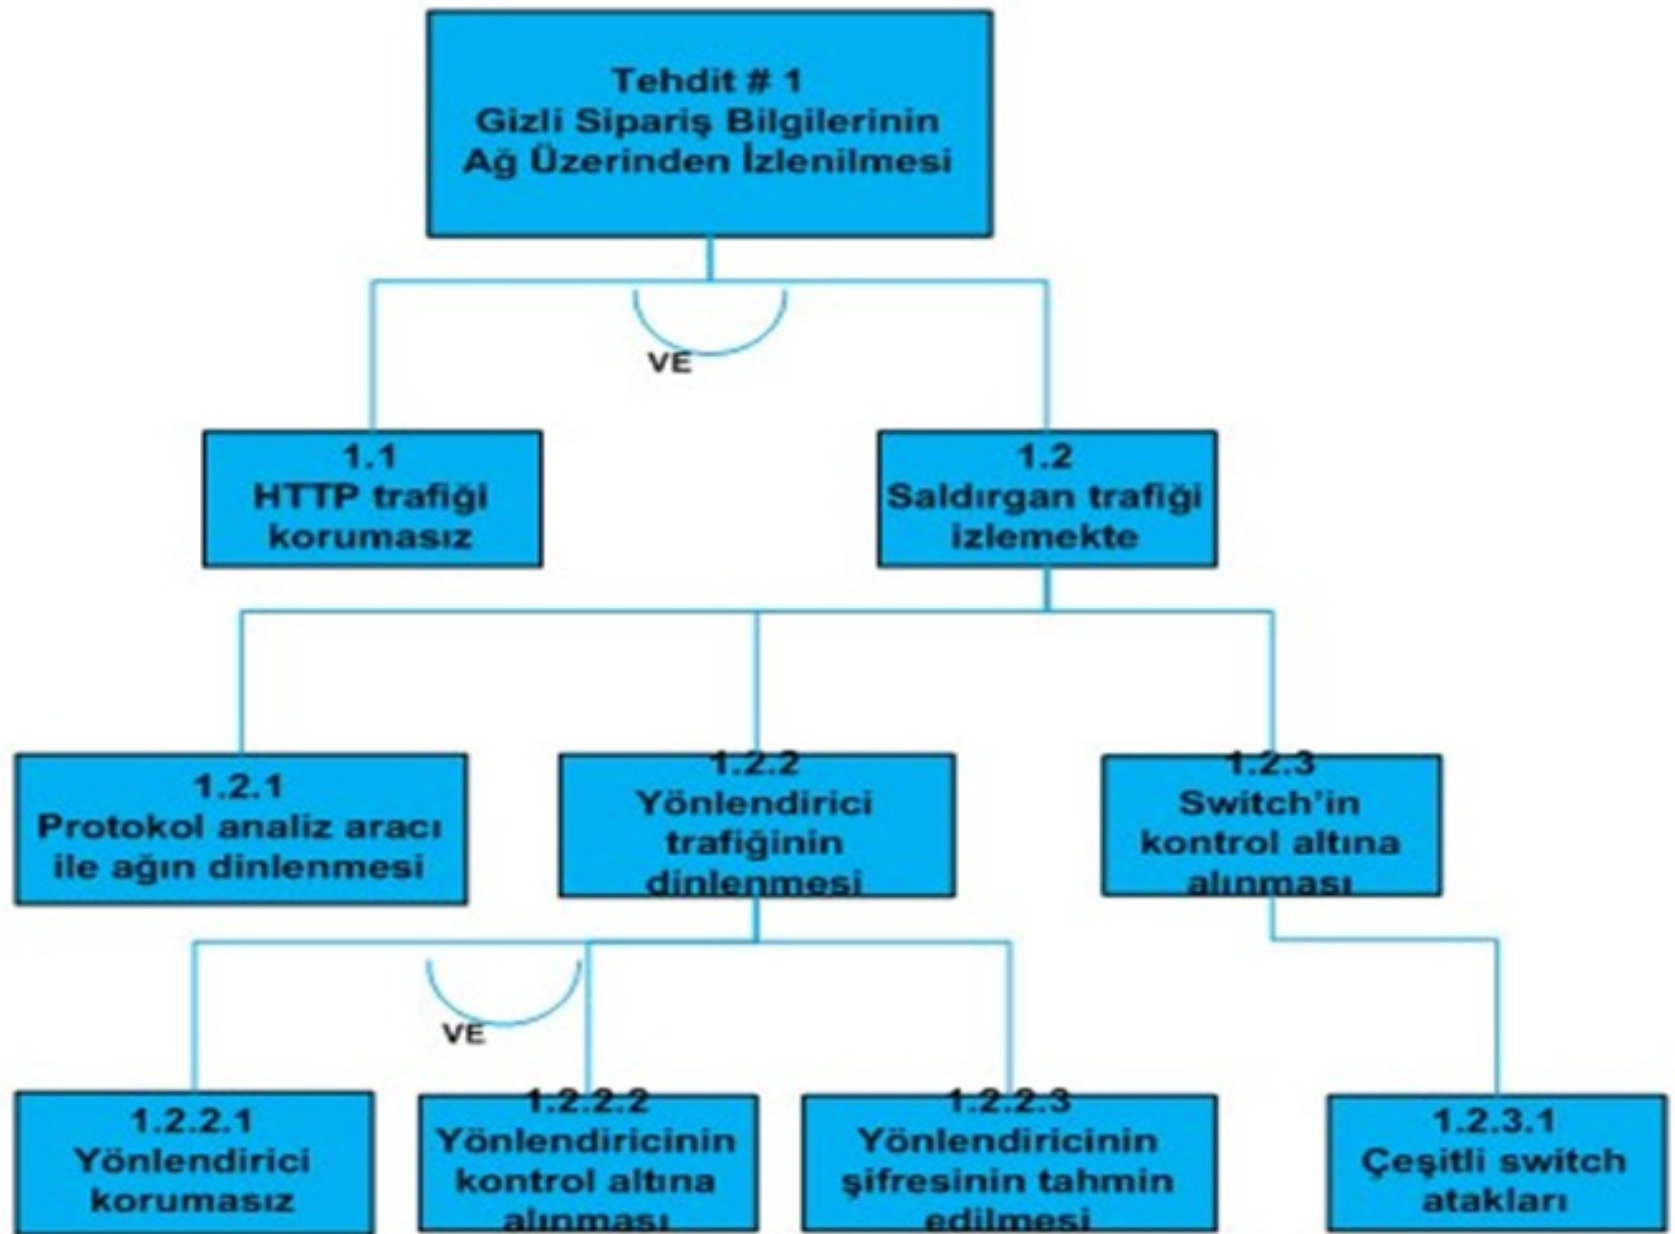 Tehdit # 1
Gizli Sipariş Bilgilerinin
Ağ Üzerinden İzlenilmesi
VE
1.1
HTTP trafiği
korumasız
1.2
Saldırgan trafiği
izlemekte
1.2.1
Protokol analiz aracı
ile ağın dinlenmesi
1.2.2
Yönlendirici
trafiğinin
dinlenmesi
1.2.3
Switch'in
kontrol altına
alınması
VE
1.2.2.1
Yönlendirici
korumasız
1.2.2.2
Yönlendiricinin
kontrol altına
alınması
1.2.2.3
Yönlendiricinin
şifresinin tahmin
edilmesi
1.2.3.1
Çeşitli switch
atakları